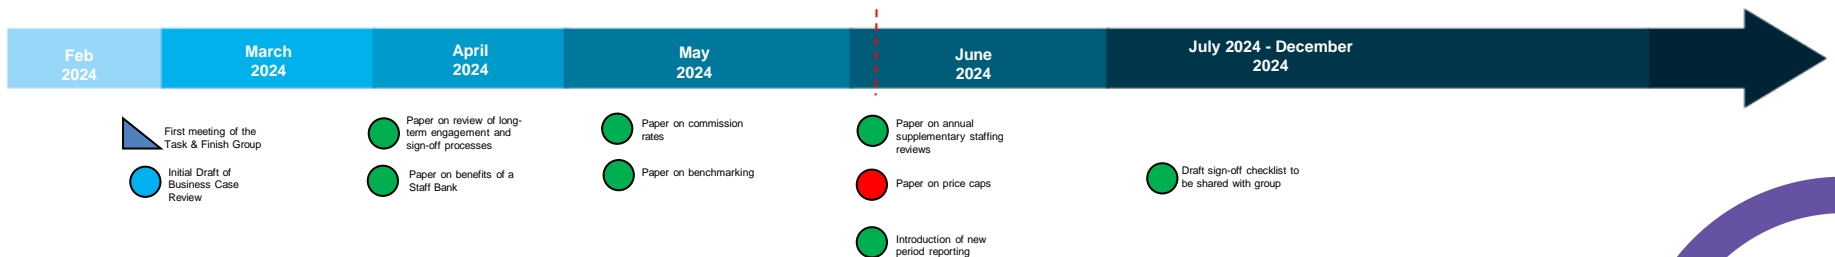 Feb
2024
March
2024
April
2024
May
2024
June
2024
July 2024 - December
2024
First meeting of the
Task & Finish Group
Initial Draft of
Business Case
Review
Paper on review of long-
term engagement and
sign-off processes
Paper on benefits of a
Staff Bank
Paper on commission
rates
Paper on benchmarking
Paper on annual
supplementary staffing
reviews
Paper on price caps
Introduction of new
period reporting
Draft sign-off checklist to
be shared with group